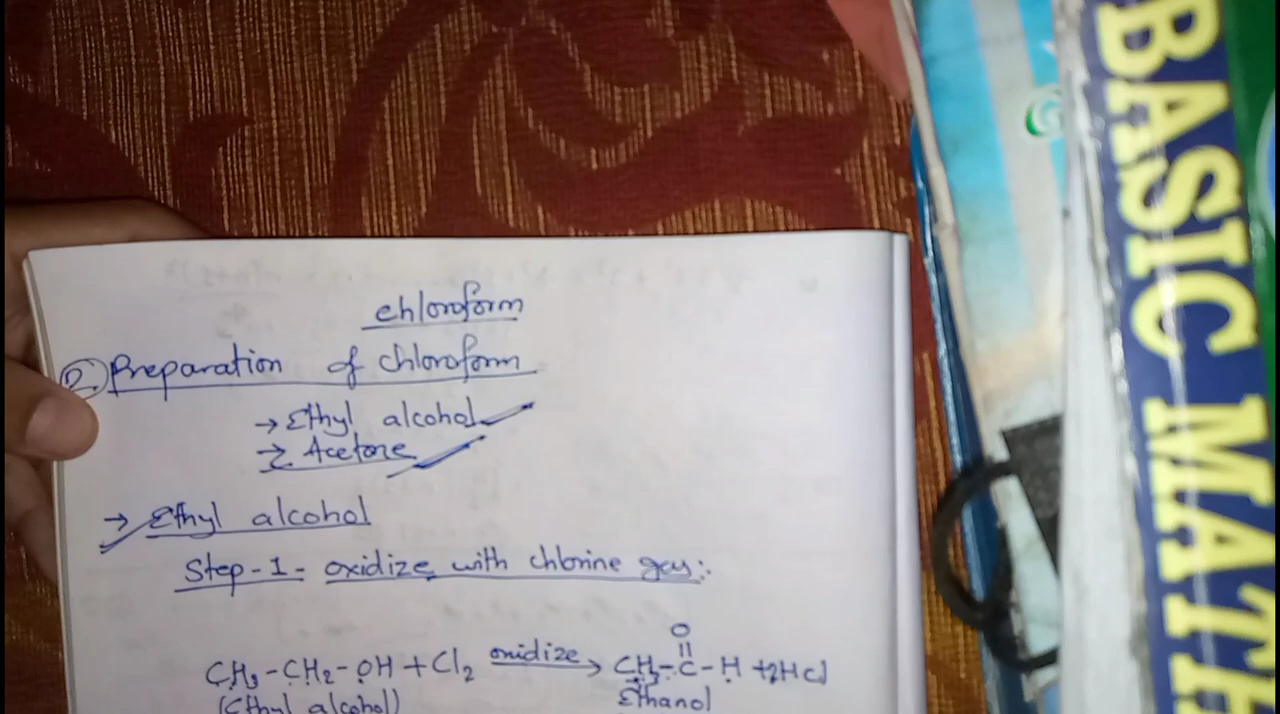 chloroform
2. Preparation of chloroform
→ Ethyl alcohol
→ Acetone
→ Ethyl alcohol
Step-1- oxidize with chlorine gas:
O
||
CH3-CH2-OH + Cl2 oxidize → CH3-C-H + 2HCl
(Ethyl alcohol) Ethanol
BASIC MATH